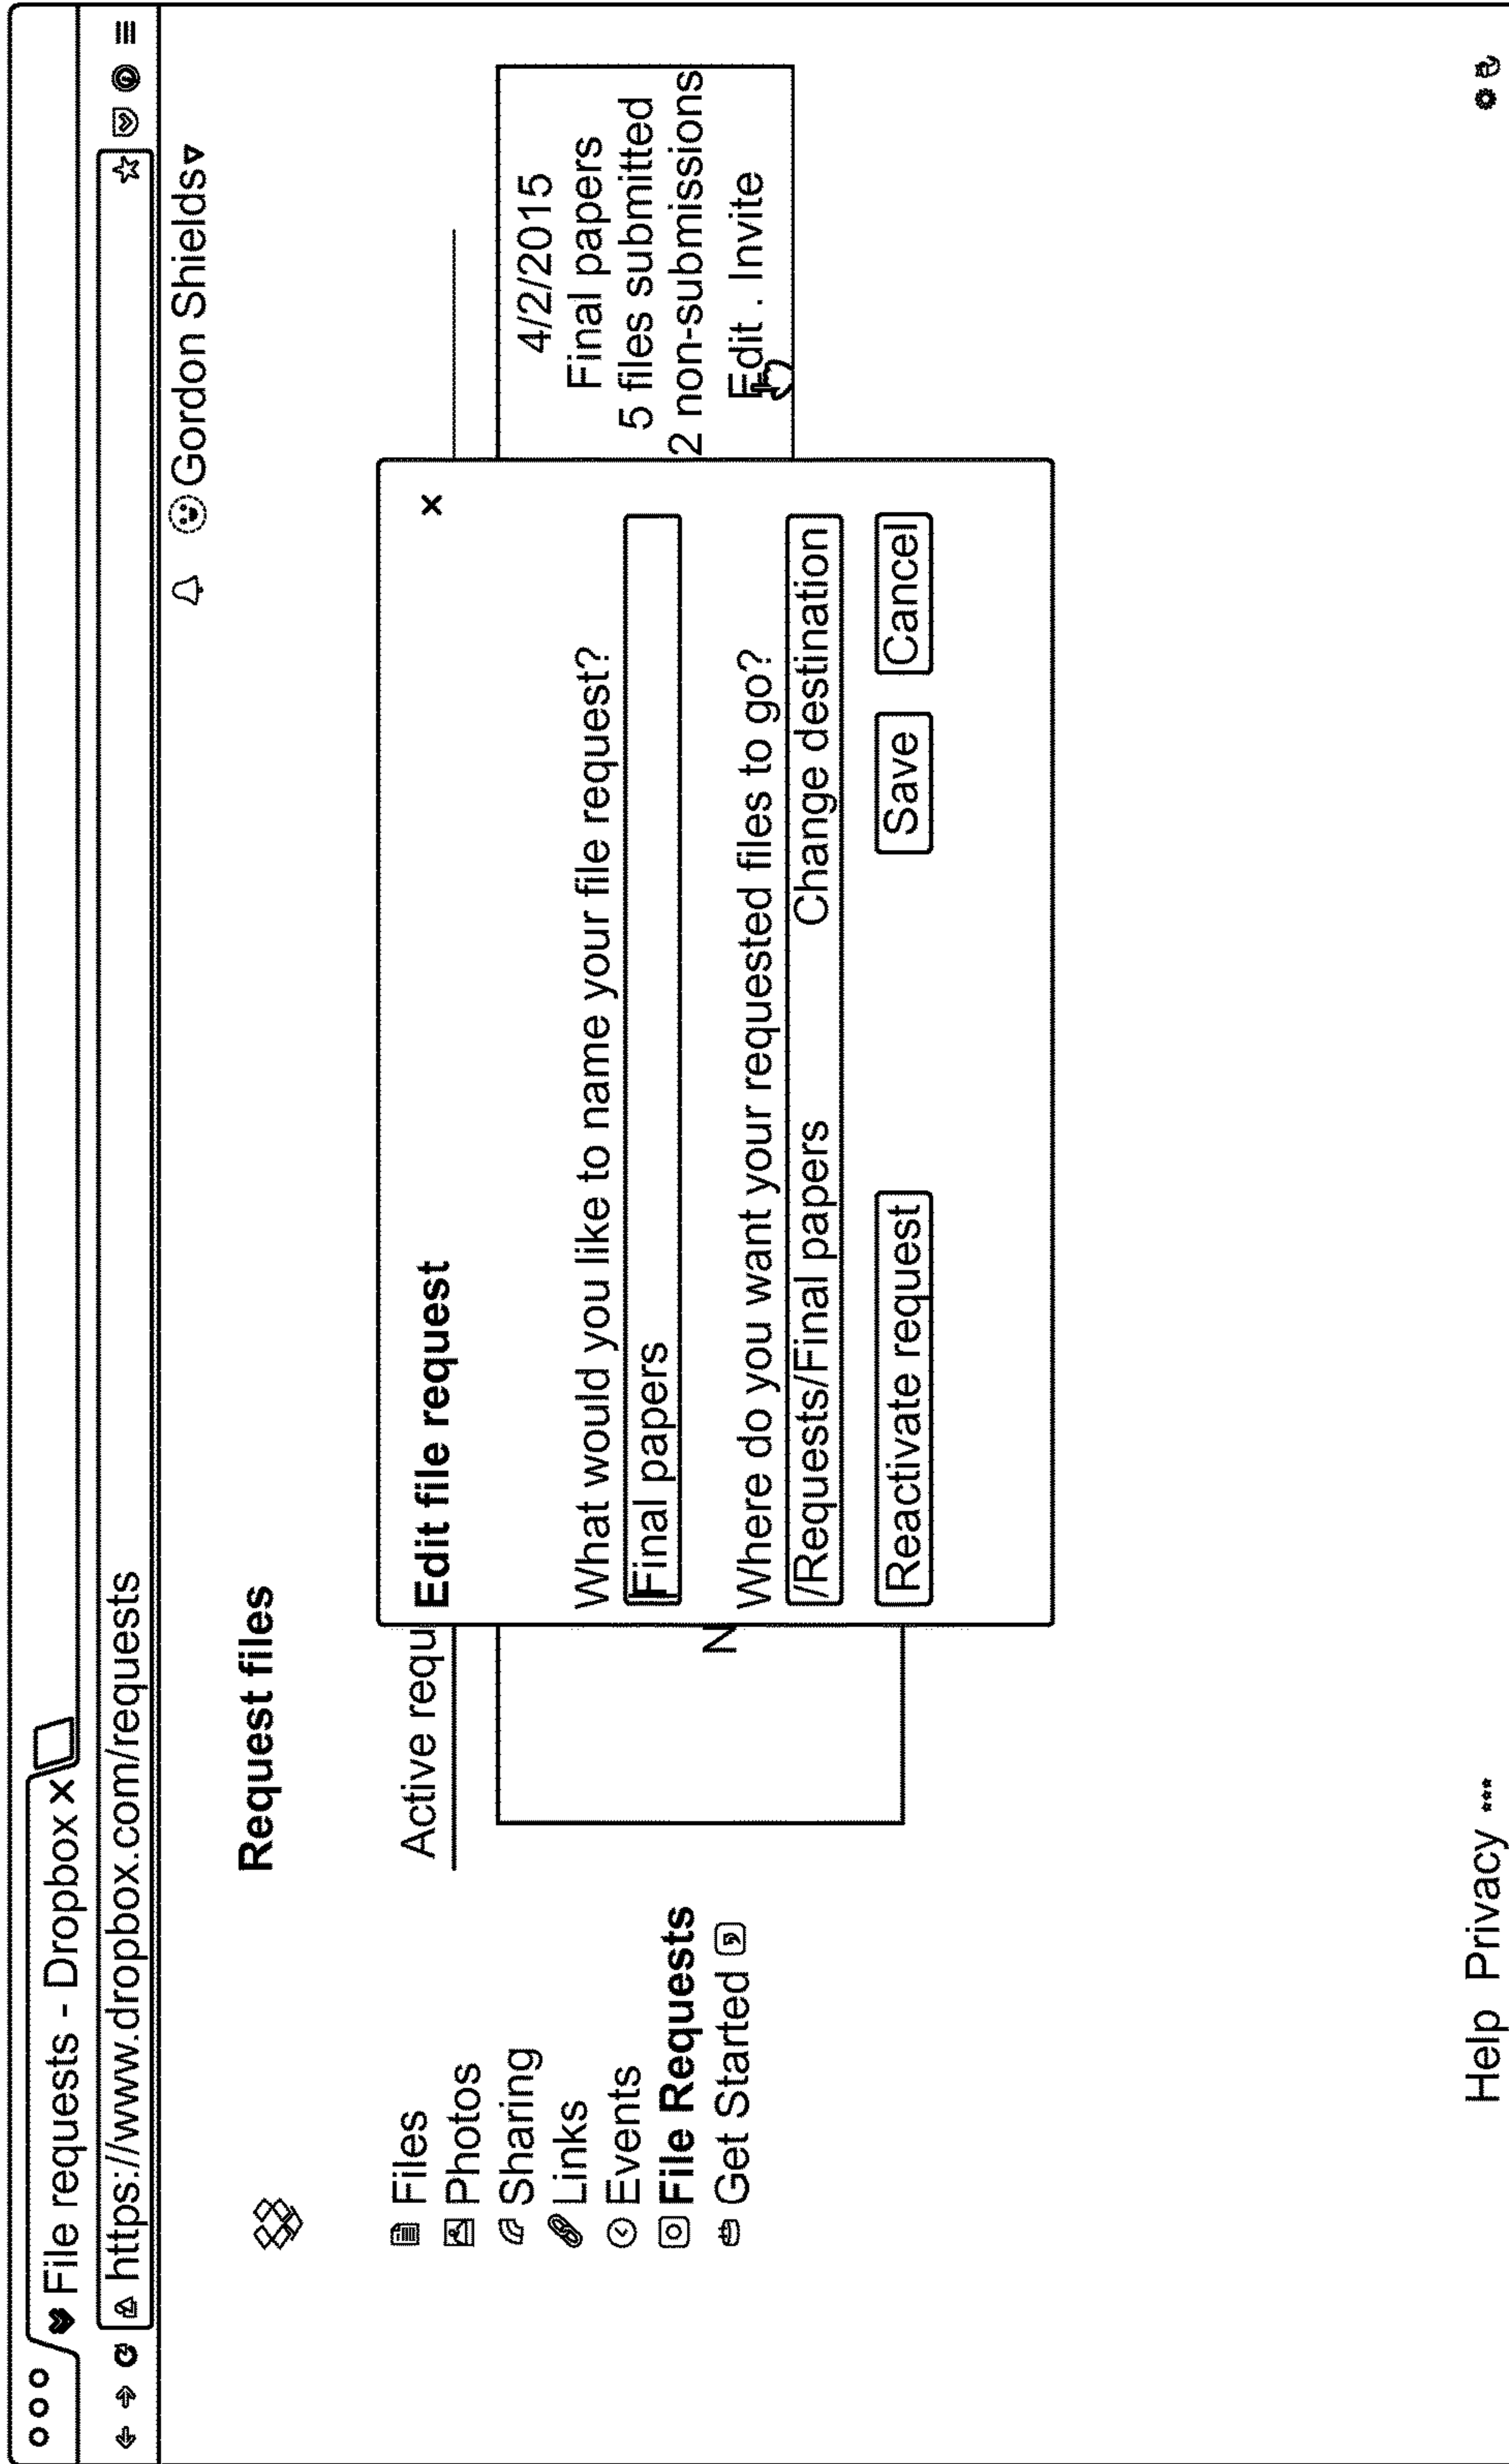 File requests - Dropbox
https://www.dropbox.com/requests
Gordon Shields
Request files
Files
Photos
Sharing
Links
Events
File Requests
Get Started
Active requ
N
Edit file request
What would you like to name your file request?
Final papers
Where do you want your requested files to go?
/Requests/Final papers Change destination
Reactivate request Save Cancel
4/2/2015
Final papers
5 files submitted
2 non-submissions
Edit . Invite
Help Privacy